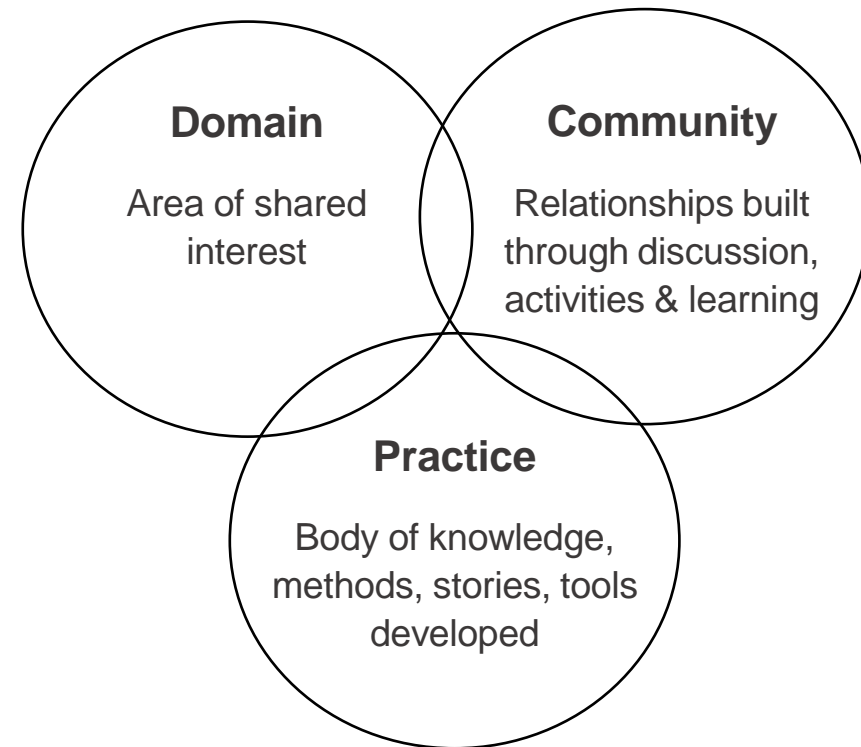 Domain
Area of shared
interest
Community
Relationships built
through discussion,
activities & learning
Practice
Body of knowledge,
methods, stories, tools
developed